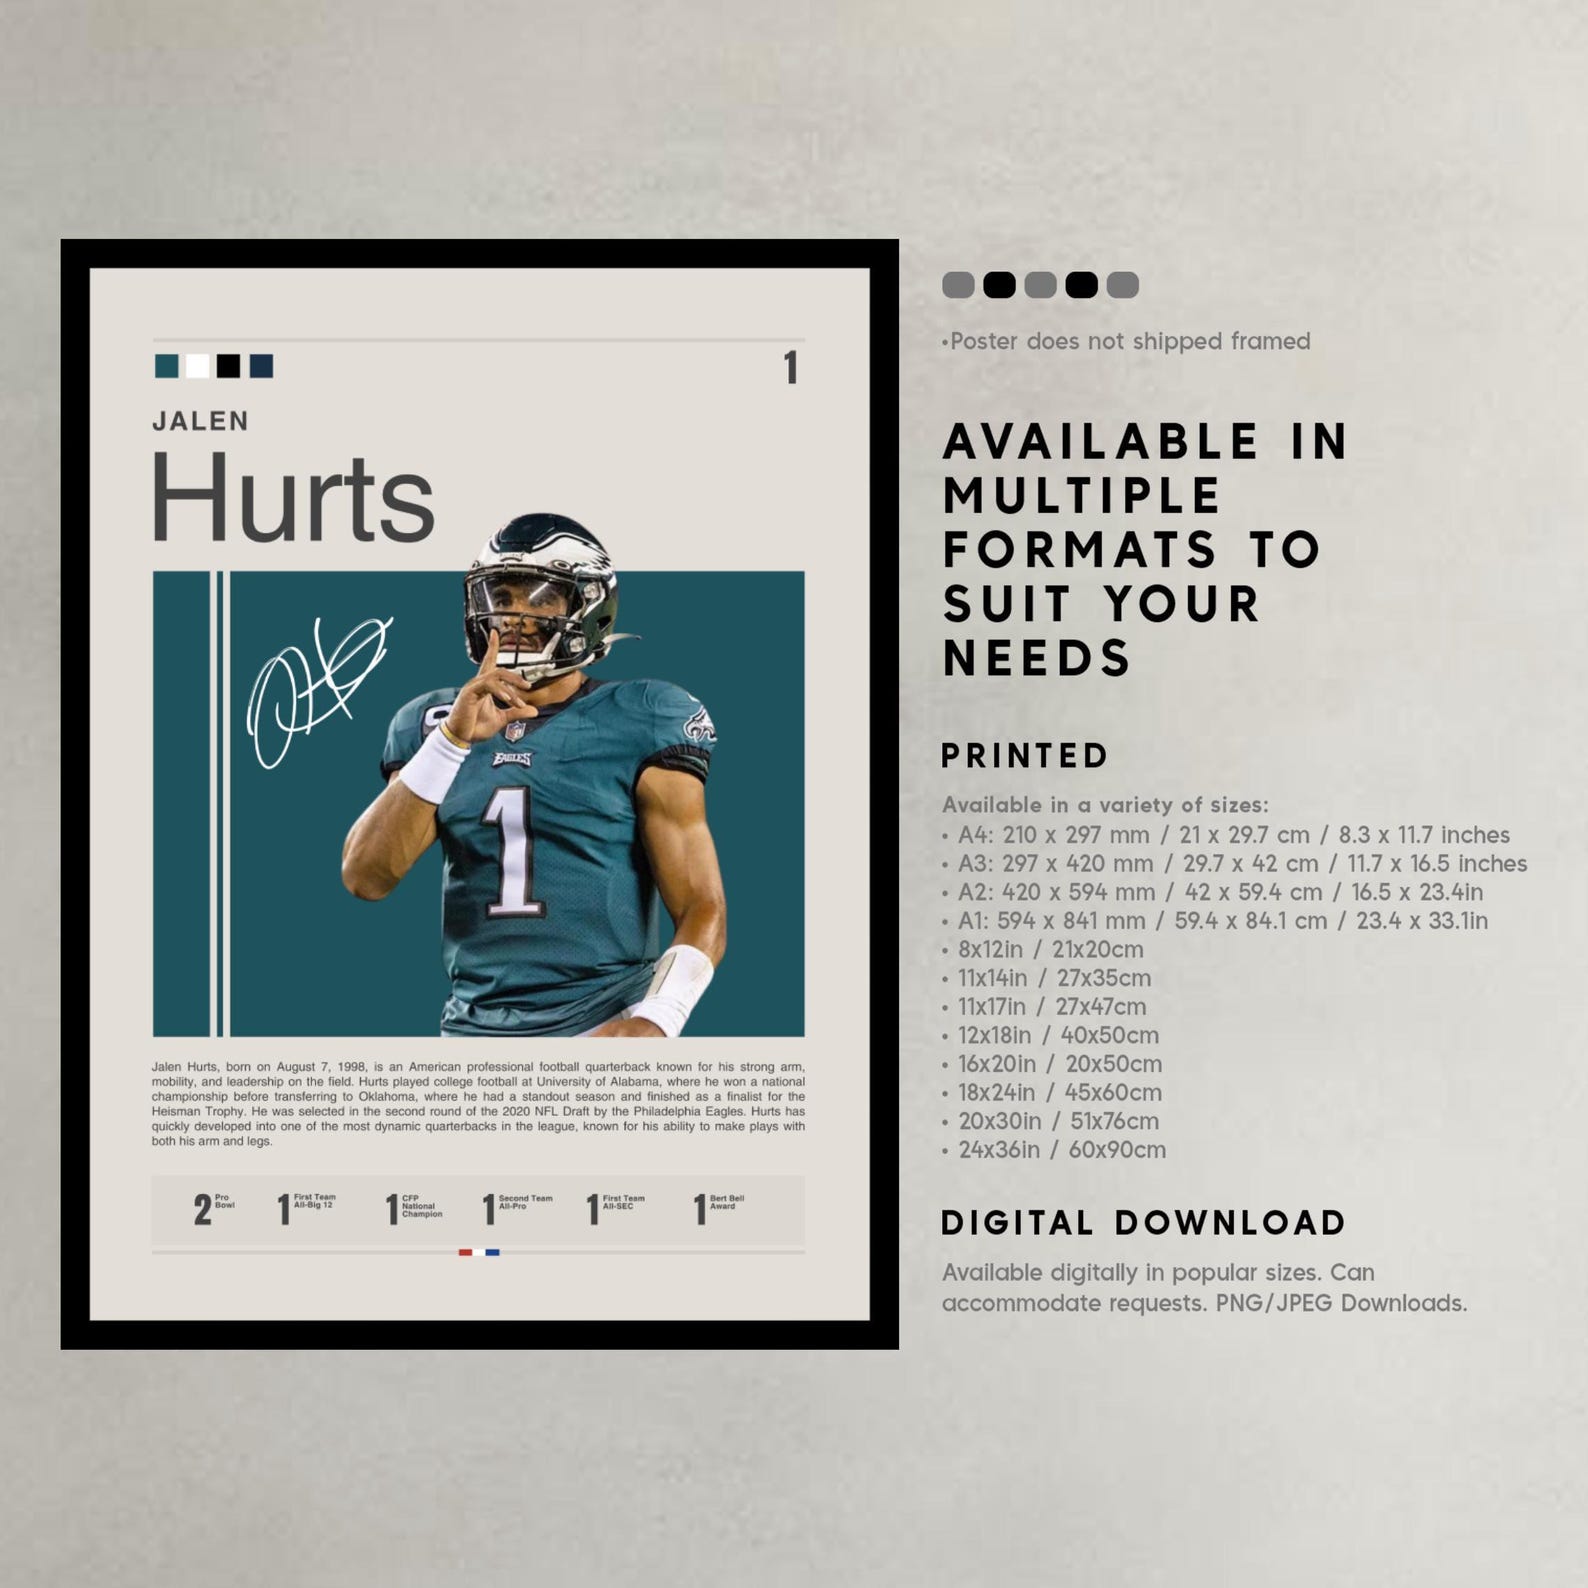 1
JALEN
Hurts
EAGLES
1
Jalen Hurts, born on August 7, 1998, is an American professional football quarterback known for his strong arm,
mobility, and leadership on the field. Hurts played college football at University of Alabama, where he won a national
championship before transferring to Oklahoma, where he had a standout season and finished as a finalist for the
Heisman Trophy. He was selected in the second round of the 2020 NFL Draft by the Philadelphia Eagles. Hurts has
quickly developed into one of the most dynamic quarterbacks in the league, known for his ability to make plays with
both his arm and legs.
2 Pro
Bowl
1 First Team
All-Big 12
1 CFP
National
Champion
1 Second Team
All-Pro
1 First Team
All-SEC
1 Bert Bell
Award
•Poster does not shipped framed
AVAILABLE IN
MULTIPLE
FORMATS TO
SUIT YOUR
NEEDS
PRINTED
Available in a variety of sizes:
• A4: 210 x 297 mm / 21 x 29.7 cm / 8.3 x 11.7 inches
• A3: 297 x 420 mm / 29.7 x 42 cm / 11.7 x 16.5 inches
• A2: 420 x 594 mm / 42 x 59.4 cm / 16.5 x 23.4in
• A1: 594 x 841 mm / 59.4 x 84.1 cm / 23.4 x 33.1in
• 8x12in / 21x20cm
• 11x14in / 27x35cm
• 11x17in / 27x47cm
• 12x18in / 40x50cm
• 16x20in / 20x50cm
• 18x24in / 45x60cm
• 20x30in / 51x76cm
• 24x36in / 60x90cm
DIGITAL DOWNLOAD
Available digitally in popular sizes. Can
accommodate requests. PNG/JPEG Downloads.